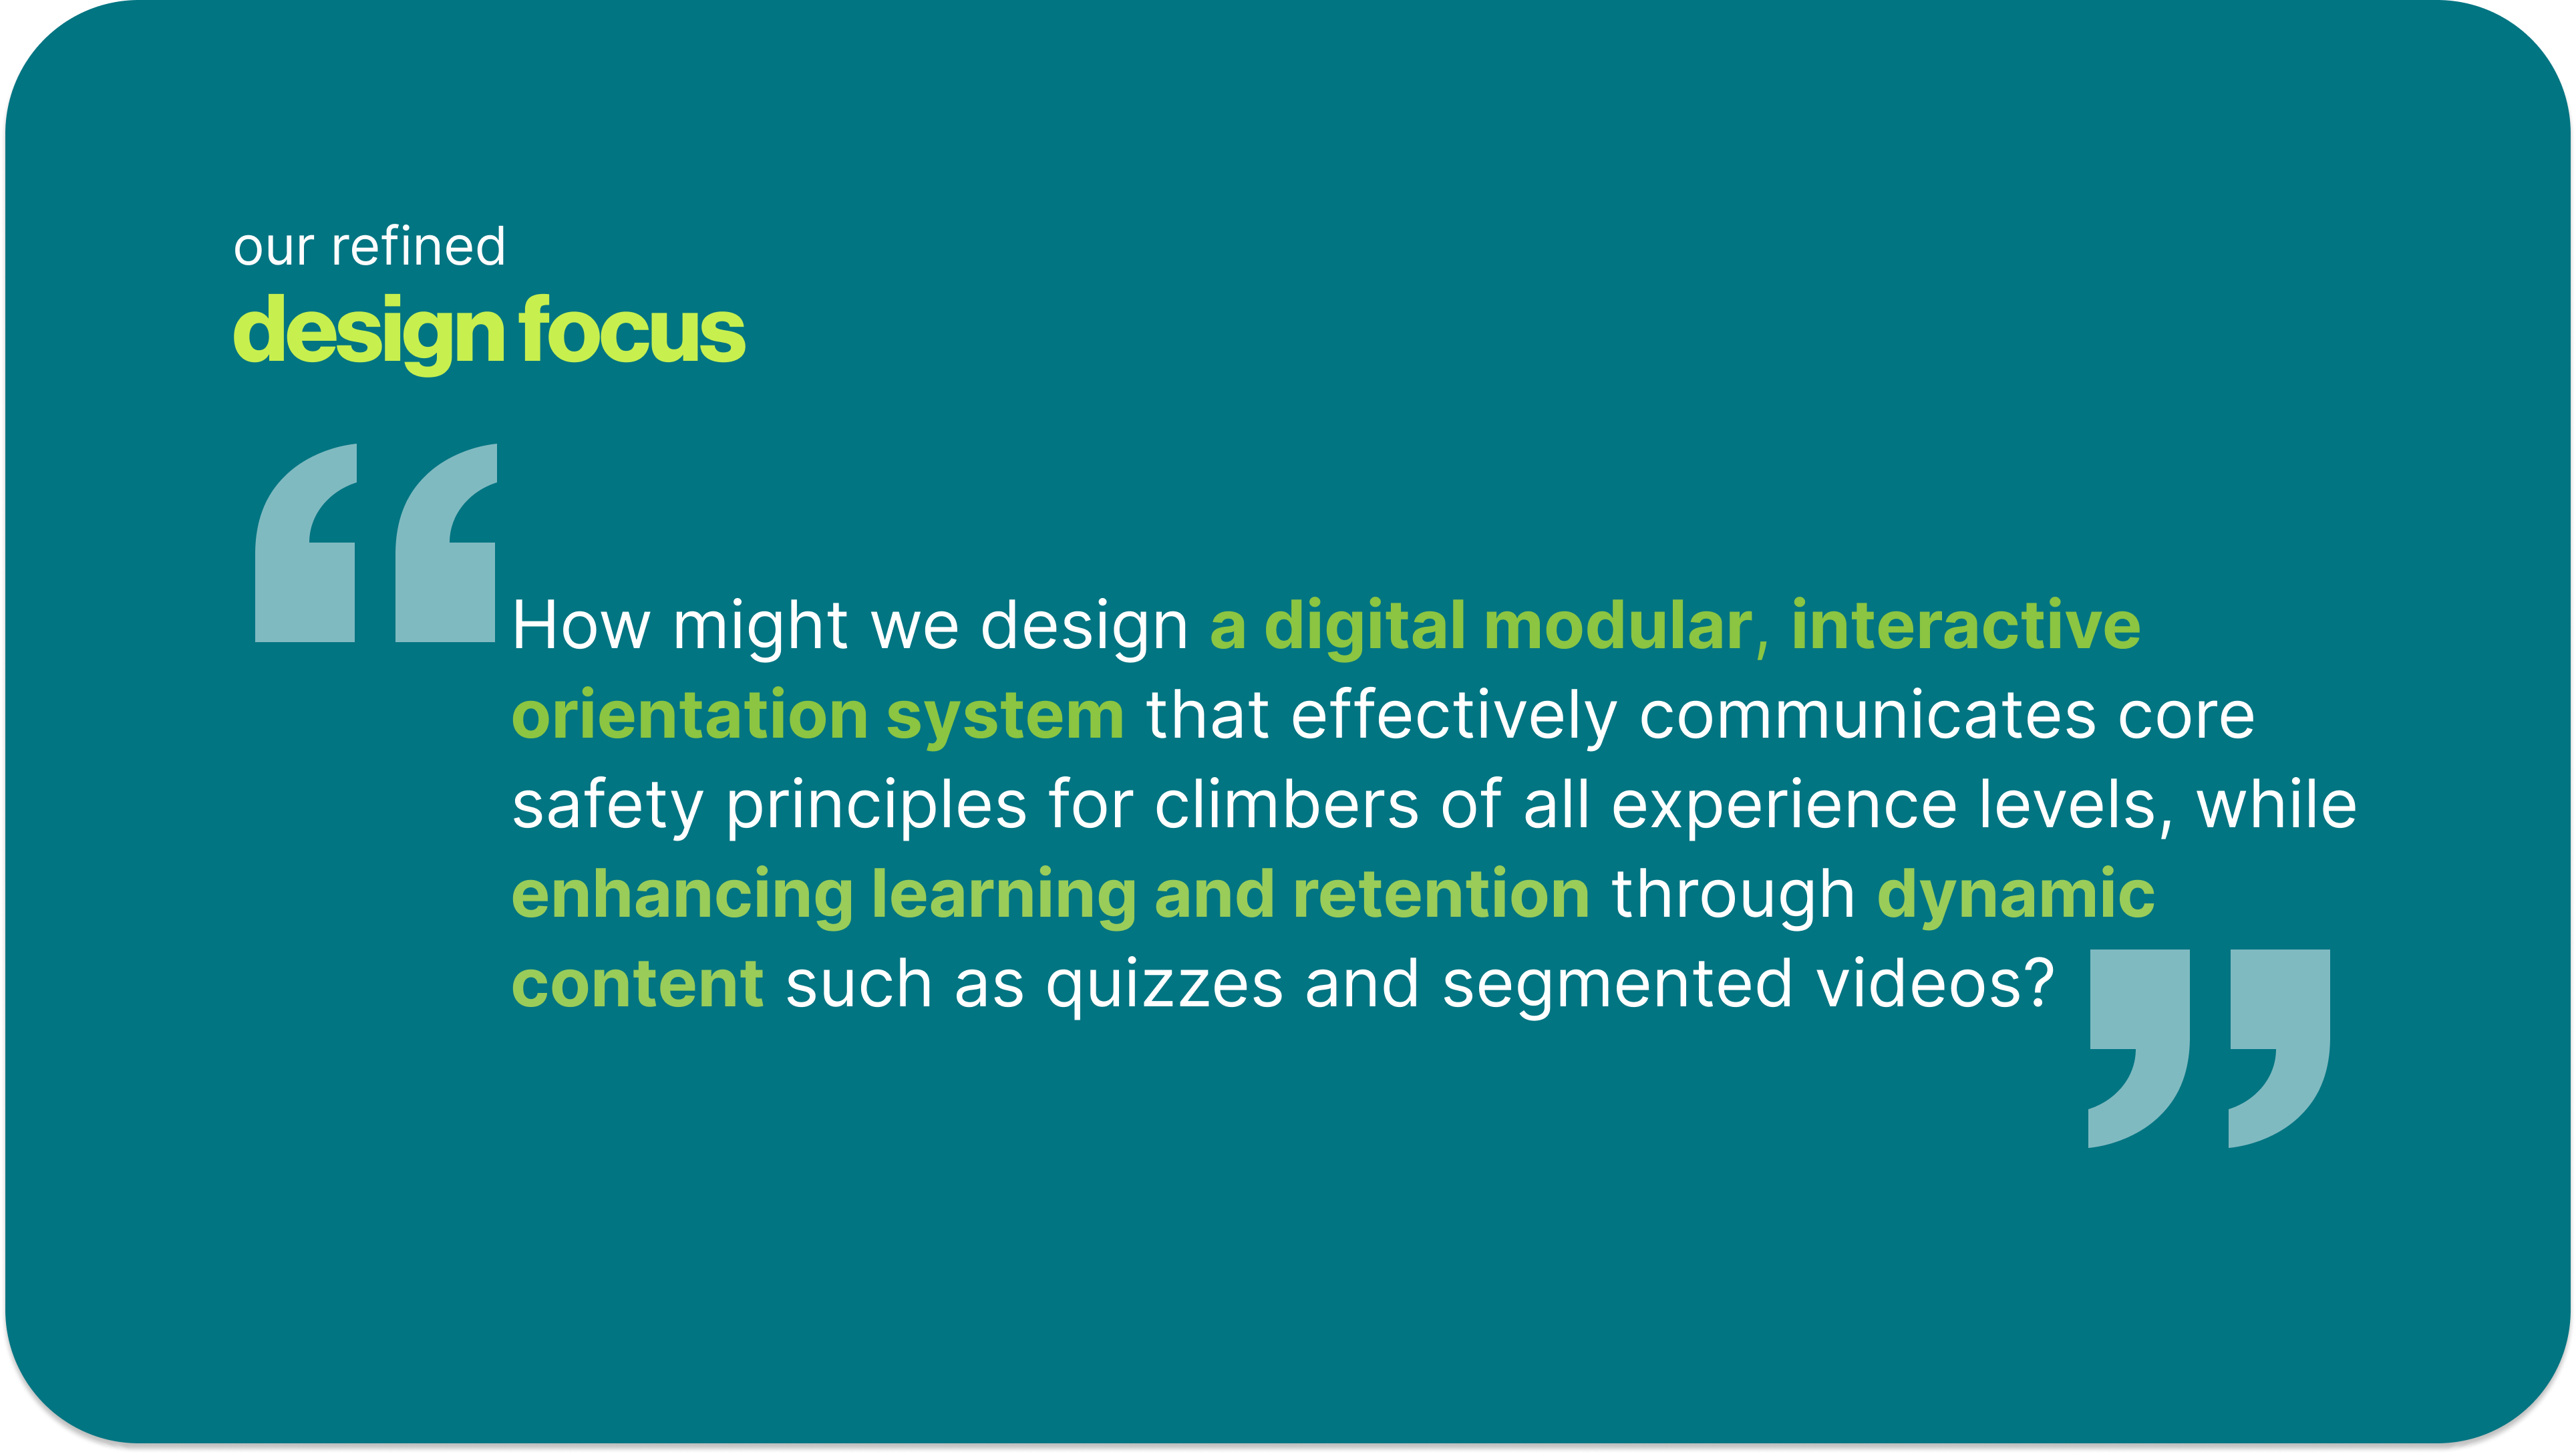 our refined
design focus
“How might we design a digital modular, interactive
orientation system that effectively communicates core
safety principles for climbers of all experience levels, while
enhancing learning and retention through dynamic
content such as quizzes and segmented videos?”